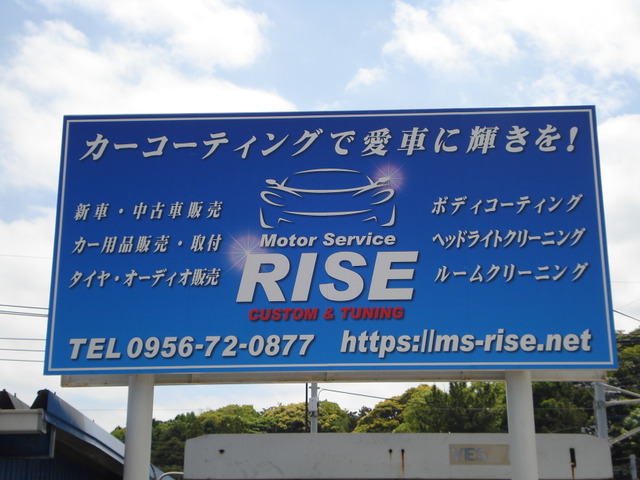 カーコーティングで愛車に輝きを!
新車・中古車販売
カー用品販売・取付
タイヤ・オーディオ販売
Motor Service
RISE
CUSTOM & TUNING
ボディコーティング
ヘッドライトクリーニング
ルームクリーニング
TEL 0956-72-0877 https://ms-rise.net